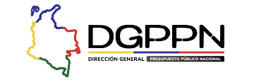 DGPPN
DIRECCIÓN GENERAL PRESUPUESTO PÚBLICO NACIONAL